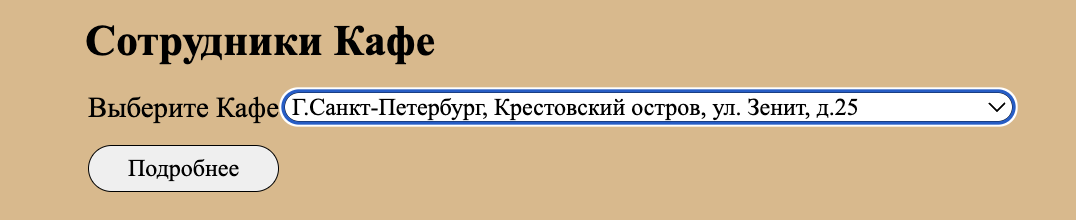 Сотрудники Кафе
Выберите Кафе Г.Санкт-Петербург, Крестовский остров, ул. Зенит, д.25
Подробнее